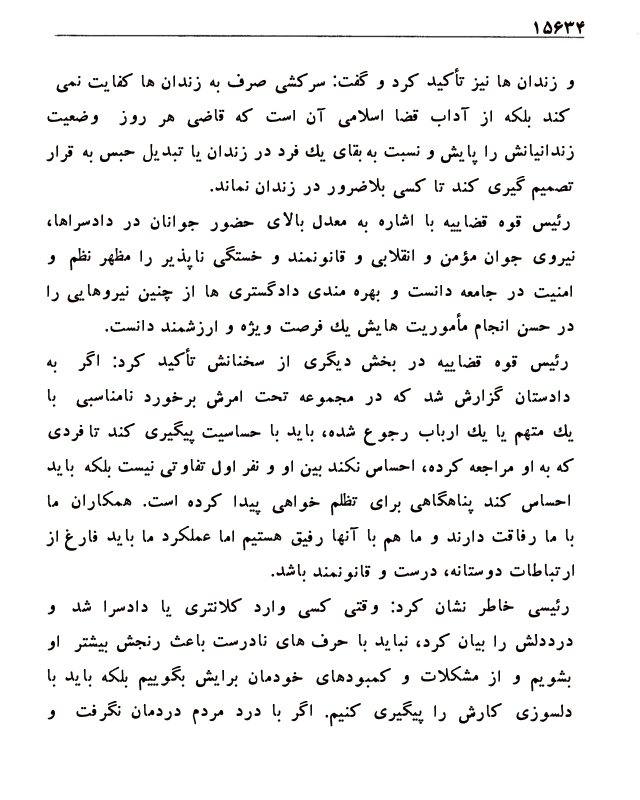 ۱۵۶۳۴
و زندان ها نیز تأکید کرد و گفت: سرکشی صرف به زندان ها کفایت نمی
کند بلکه از آداب قضا اسلامی آن است که قاضی هر روز وضعیت
زندانیانش را پایش و نسبت به بقای یك فرد در زندان یا تبدیل حبس به قرار
تصمیم گیری کند تا کسی بلاضرور در زندان نماند.
رئیس قوه قضاییه با اشاره به معدل بالای حضور جوانان در دادسراها،
نیروی جوان مؤمن و انقلابی و قانونمند و خستگی ناپذیر را مظهر نظم و
امنیت در جامعه دانست و بهره مندی دادگستری ها از چنین نیروهایی را
در حسن انجام مأموریت هایش یك فرصت ویژه و ارزشمند دانست.
رئیس قوه قضاییه در بخش دیگری از سخنانش تأکید کرد: اگر به
دادستان گزارش شد که در مجموعه تحت امرش برخورد نامناسبی با
یك متهم یا یك ارباب رجوع شده، باید با حساسیت پیگیری کند تا فردی
که به او مراجعه کرده، احساس نکند بین او و نفر اول تفاوتی نیست بلکه باید
احساس کند پناهگاهی برای تظلم خواهی پیدا کرده است. همکاران ما
با ما رفاقت دارند و ما هم با آنها رفیق هستیم اما عملکرد ما باید فارغ از
ارتباطات دوستانه، درست و قانونمند باشد.
رئیسی خاطر نشان کرد: وقتی کسی وارد کلانتری یا دادسرا شد و
درددلش را بیان کرد، نباید با حرف های نادرست باعث رنجش بیشتر او
بشویم و از مشکلات و کمبودهای خودمان برایش بگوییم بلکه باید با
دلسوزی کارش را پیگیری کنیم. اگر با درد مردم دردمان نگرفت و